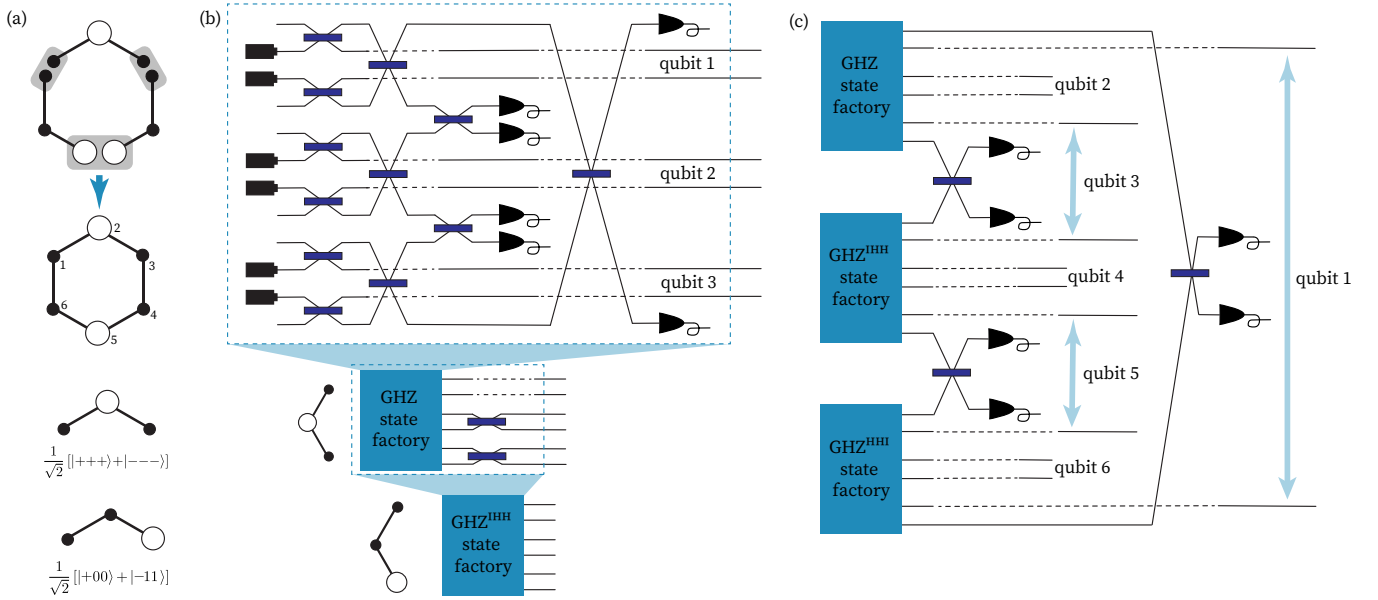 (a)
2
1
3
6
4
5
1/√2 [|+++⟩+|−−−⟩]
1/√2 [|+00⟩+|−11⟩]
(b)
qubit 1
qubit 2
qubit 3
GHZ
state
factory
GHZ^IHH
state
factory
(c)
GHZ
state
factory
qubit 2
qubit 3
GHZ^IHH
state
factory
qubit 4
qubit 1
qubit 5
GHZ^HHI
state
factory
qubit 6